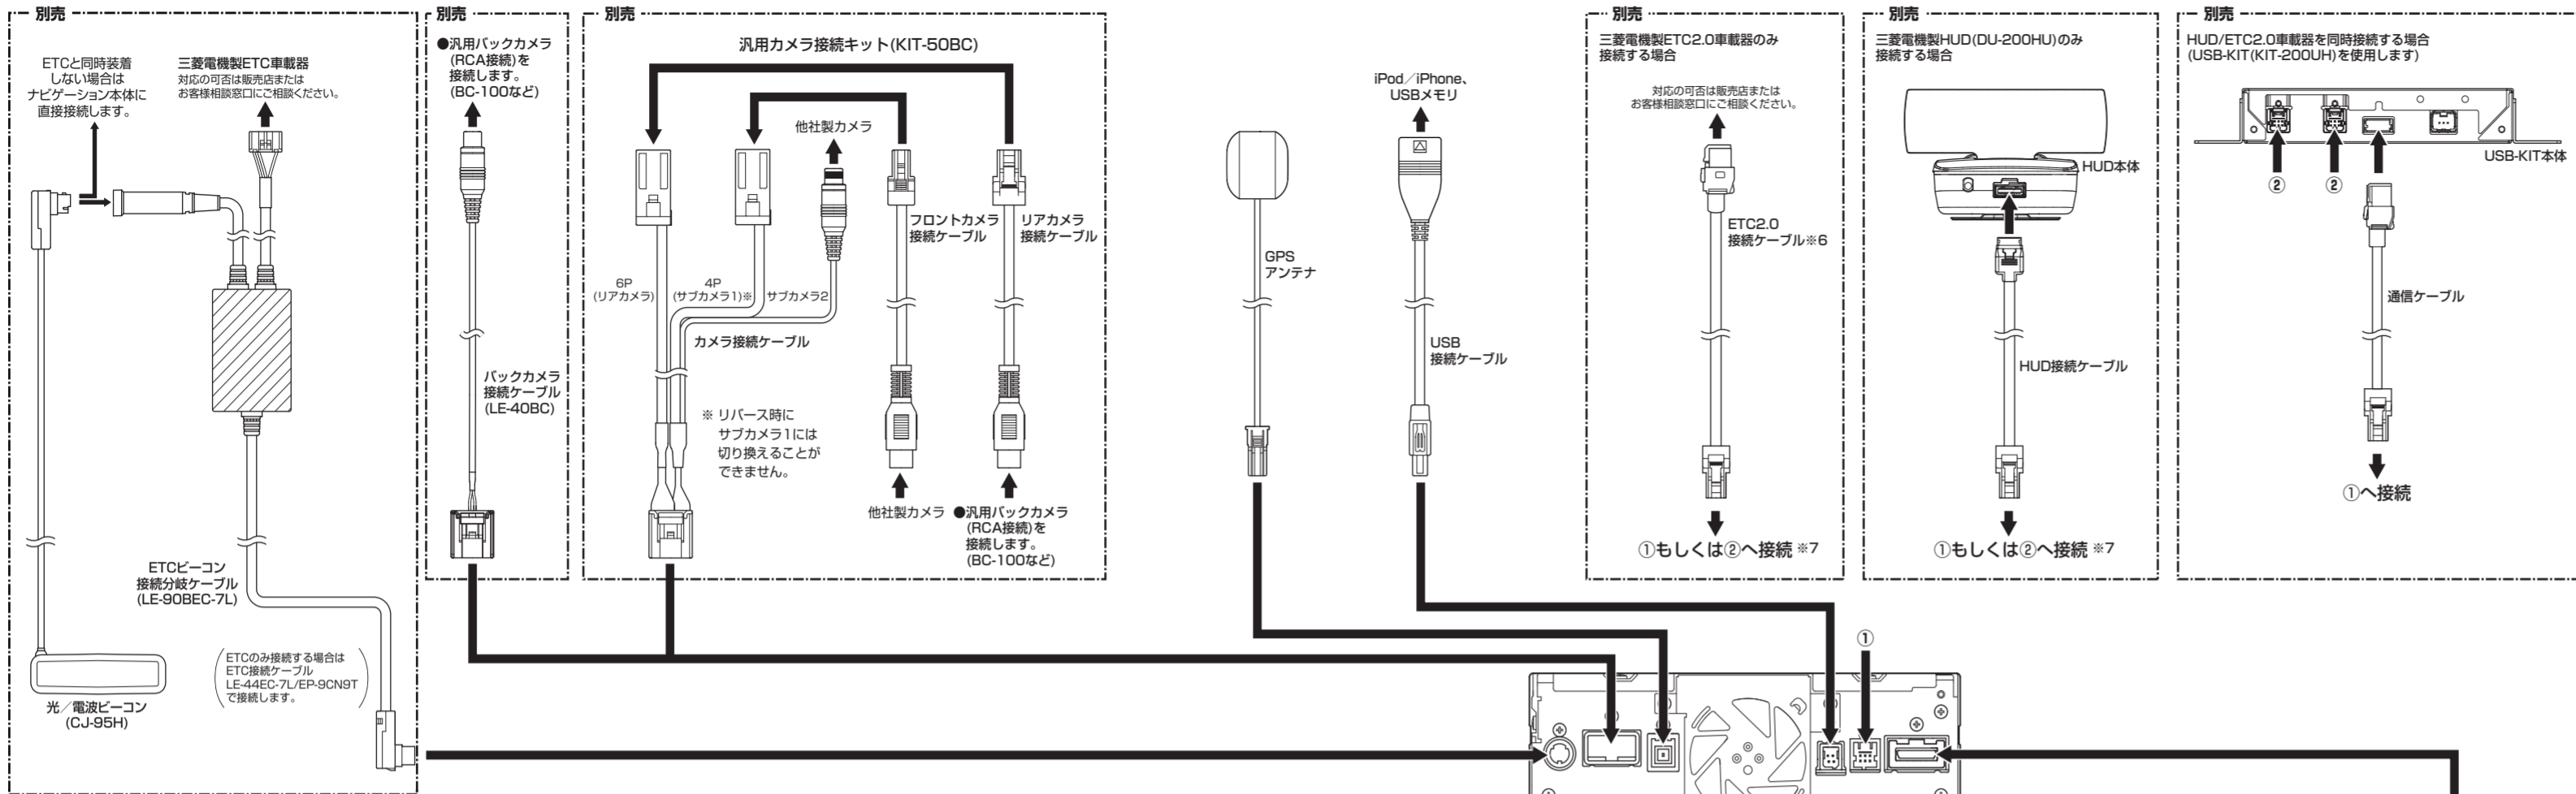 別売
ETCと同時装着
しない場合は
ナビゲーション本体に
直接接続します。
三菱電機製ETC車載器
対応の可否は販売店または
お客様相談窓口にご相談ください。
ETCビーコン
接続分岐ケーブル
(LE-90BEC-7L)
ETCのみ接続する場合は
ETC接続ケーブル
LE-44EC-7L/EP-9CN9T
で接続します。
光／電波ビーコン
(CJ-95H)
別売
●汎用バックカメラ
(RCA接続)を
接続します。
(BC-100など)
バックカメラ
接続ケーブル
(LE-40BC)
別売
汎用カメラ接続キット(KIT-50BC)
他社製カメラ
フロントカメラ
接続ケーブル
リアカメラ
接続ケーブル
6P
(リアカメラ)
4P
(サブカメラ1)※
サブカメラ2
カメラ接続ケーブル
※ リバース時に
サブカメラ1には
切り換えることが
できません。
他社製カメラ
●汎用バックカメラ
(RCA接続)を
接続します。
(BC-100など)
GPS
アンテナ
iPod／iPhone、
USBメモリ
USB
接続ケーブル
別売
三菱電機製ETC2.0車載器のみ
接続する場合
対応の可否は販売店または
お客様相談窓口にご相談ください。
ETC2.0
接続ケーブル※6
①もしくは②へ接続 ※7
別売
三菱電機製HUD(DU-200HU)のみ
接続する場合
HUD本体
HUD接続ケーブル
①もしくは②へ接続 ※7
別売
HUD/ETC2.0車載器を同時接続する場合
(USB-KIT(KIT-200UH)を使用します)
USB-KIT本体
②
②
通信ケーブル
①へ接続
①